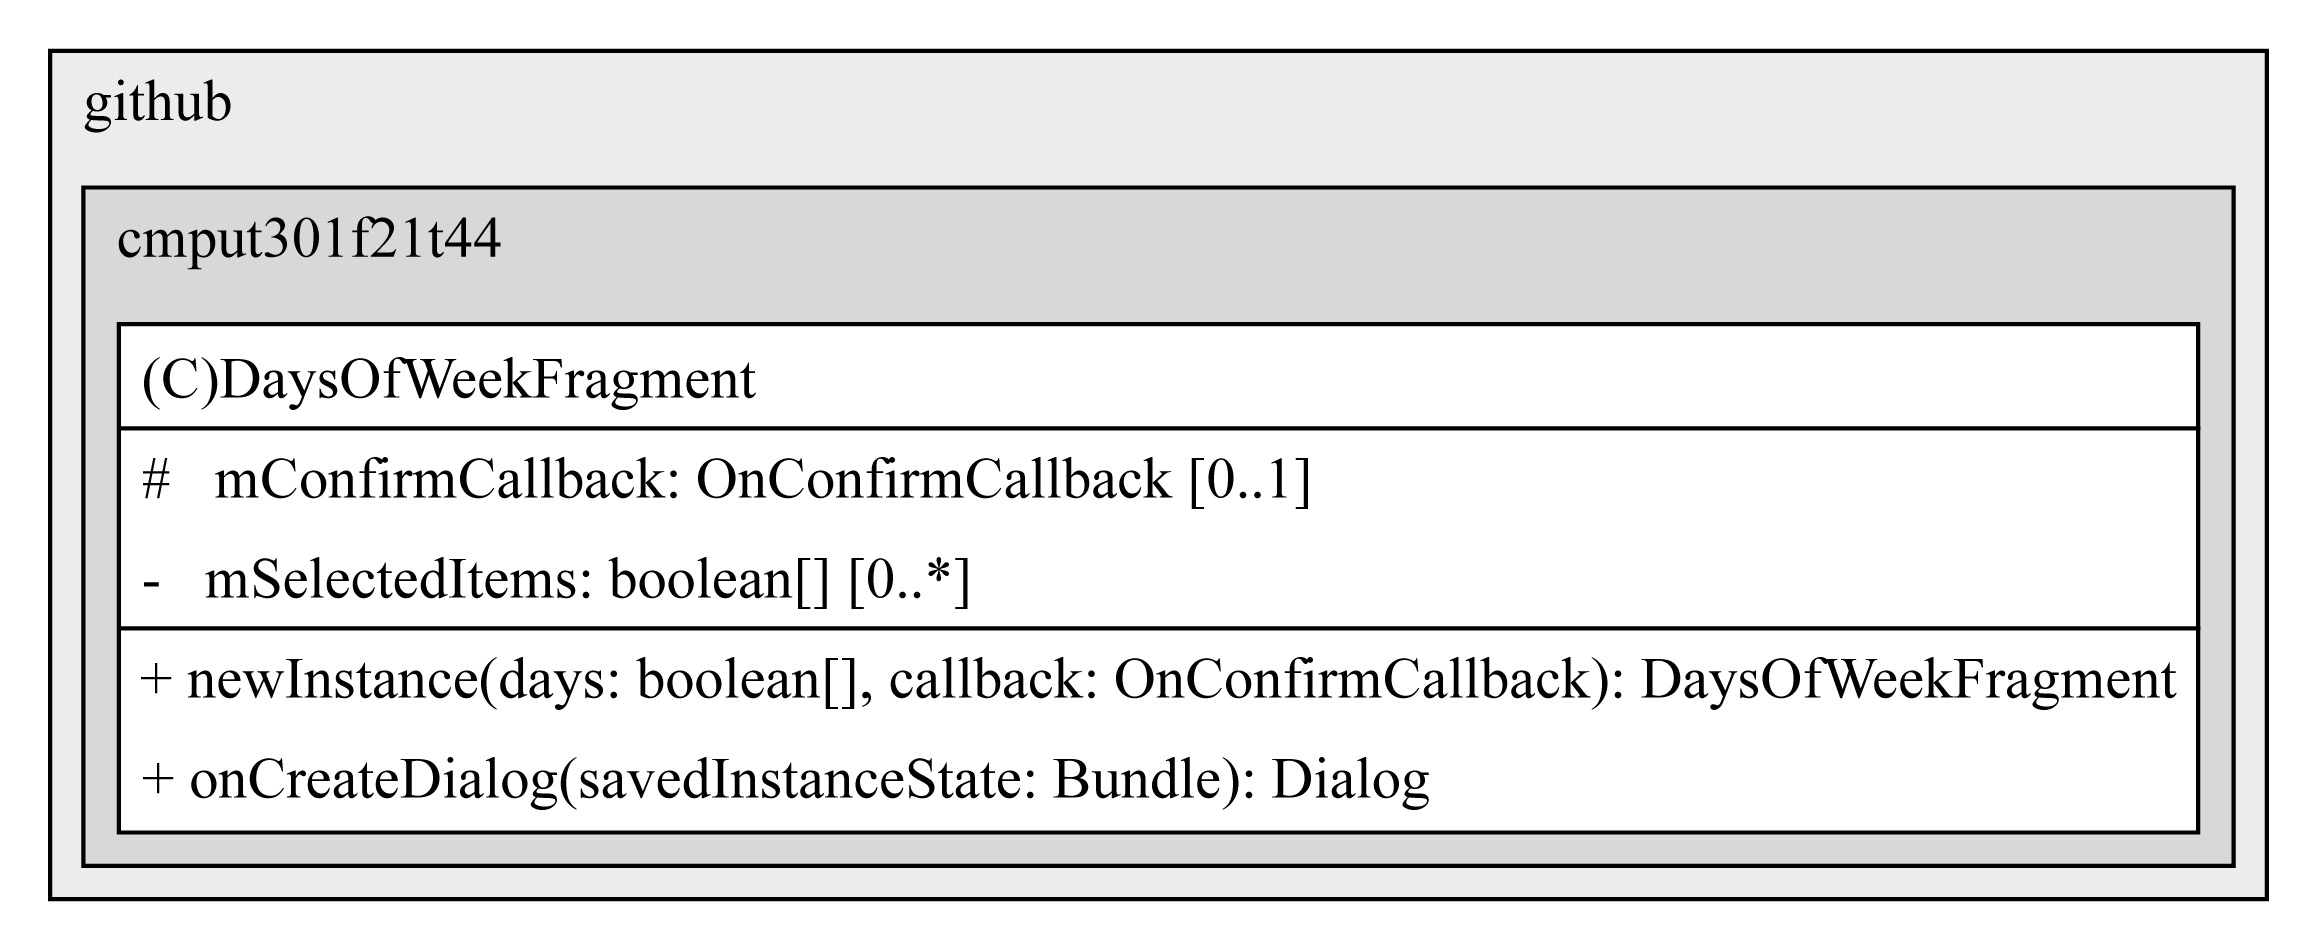 github
cmput301f21t44
(C)DaysOfWeekFragment
#   mConfirmCallback: OnConfirmCallback [0..1]
-   mSelectedItems: boolean[] [0..*]
+ newInstance(days: boolean[], callback: OnConfirmCallback): DaysOfWeekFragment
+ onCreateDialog(savedInstanceState: Bundle): Dialog